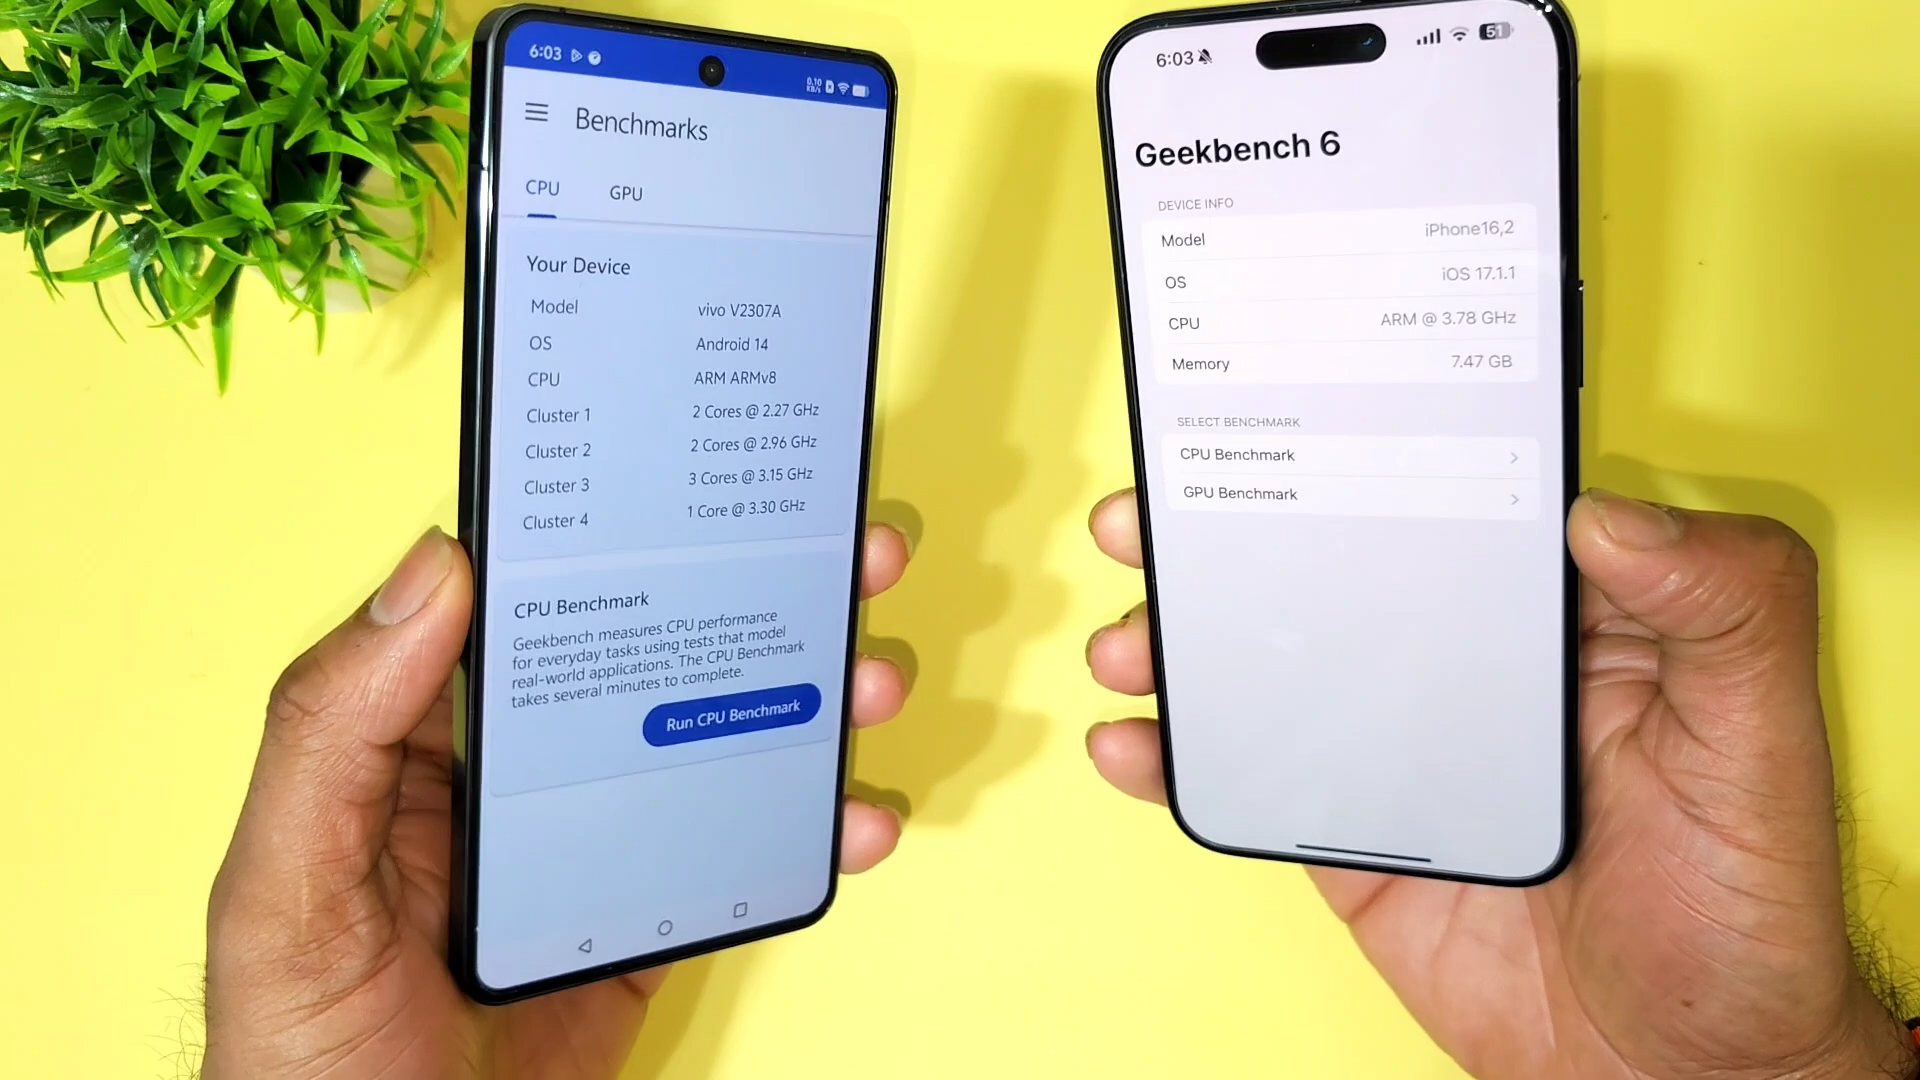 6:03
0.10
KB/s
Benchmarks
CPU GPU
Your Device
Model vivo V2307A
OS Android 14
CPU ARM ARMv8
Cluster 1 2 Cores @ 2.27 GHz
Cluster 2 2 Cores @ 2.96 GHz
Cluster 3 3 Cores @ 3.15 GHz
Cluster 4 1 Core @ 3.30 GHz
CPU Benchmark
Geekbench measures CPU performance
for everyday tasks using tests that model
real-world applications. The CPU Benchmark
takes several minutes to complete.
Run CPU Benchmark
6:03 51
Geekbench 6
DEVICE INFO
Model iPhone16,2
OS iOS 17.1.1
CPU ARM @ 3.78 GHz
Memory 7.47 GB
SELECT BENCHMARK
CPU Benchmark
GPU Benchmark